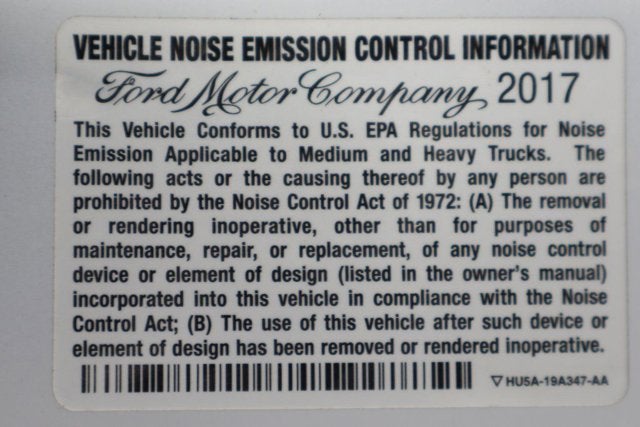 VEHICLE NOISE EMISSION CONTROL INFORMATION
Ford Motor Company 2017
This Vehicle Conforms to U.S. EPA Regulations for Noise
Emission Applicable to Medium and Heavy Trucks. The
following acts or the causing thereof by any person are
prohibited by the Noise Control Act of 1972: (A) The removal
or rendering inoperative, other than for purposes of
maintenance, repair, or replacement, of any noise control
device or element of design (listed in the owner's manual)
incorporated into this vehicle in compliance with the Noise
Control Act; (B) The use of this vehicle after such device or
element of design has been removed or rendered inoperative.
▽ HU5A-19A347-AA